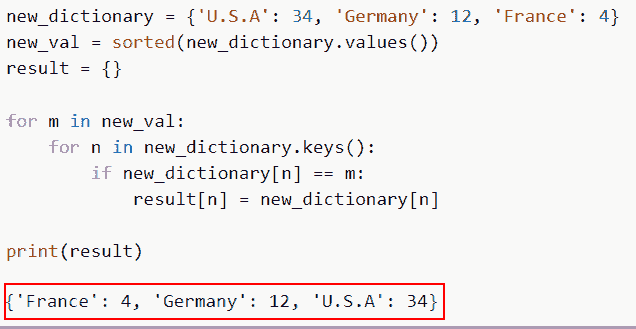 new_dictionary = {'U.S.A': 34, 'Germany': 12, 'France': 4}
new_val = sorted(new_dictionary.values())
result = {}
for m in new_val:
    for n in new_dictionary.keys():
        if new_dictionary[n] == m:
            result[n] = new_dictionary[n]
print(result)
{'France': 4, 'Germany': 12, 'U.S.A': 34}